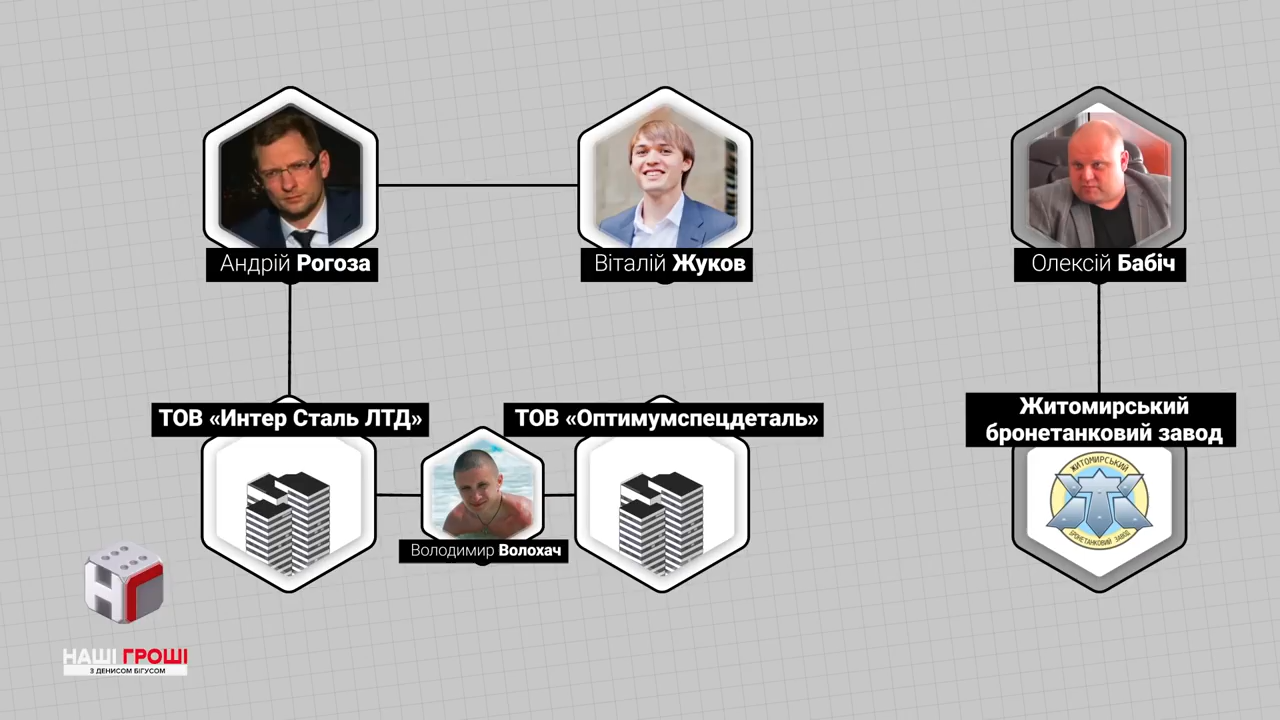 Андрій Рогоза
Віталій Жуков
Олексій Бабіч
ТОВ «Интер Сталь ЛТД»
ТОВ «Оптимумспецдеталь»
Житомирський
бронетанковий завод
ЖИТОМИРСЬКИЙ
БРОНЕТАНКОВИЙ ЗАВОД
Володимир Волохач
НАШІ ГРОШІ
З ДЕНИСОМ БІГУСОМ